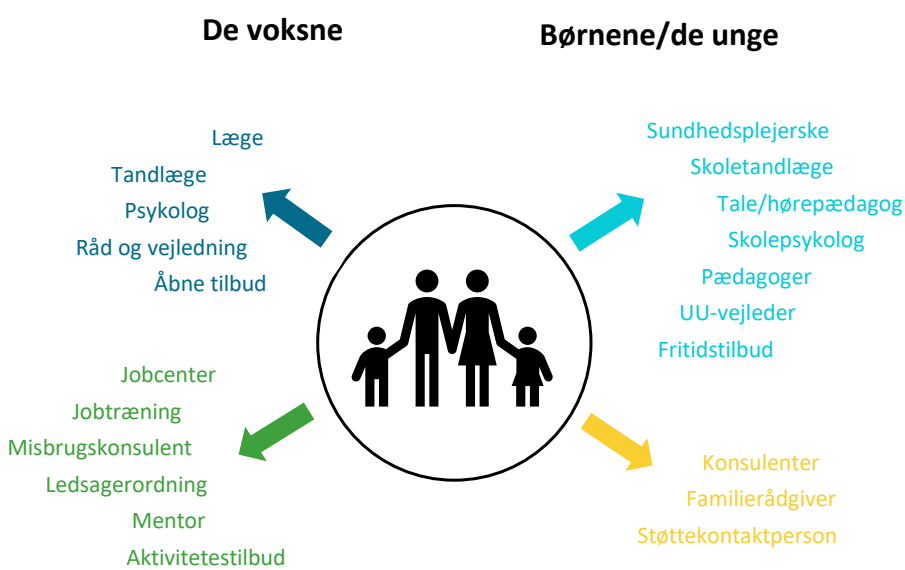 De voksne
Børnene/de unge
Læge
Tandlæge
Psykolog
Råd og vejledning
Åbne tilbud
Sundhedsplejerske
Skoletandlæge
Tale/hørepædagog
Skolepsykolog
Pædagoger
UU-vejleder
Fritidstilbud
Jobcenter
Jobtræning
Misbrugskonsulent
Ledsagerordning
Mentor
Aktivitetestilbud
Konsulenter
Familierådgiver
Støttekontaktperson